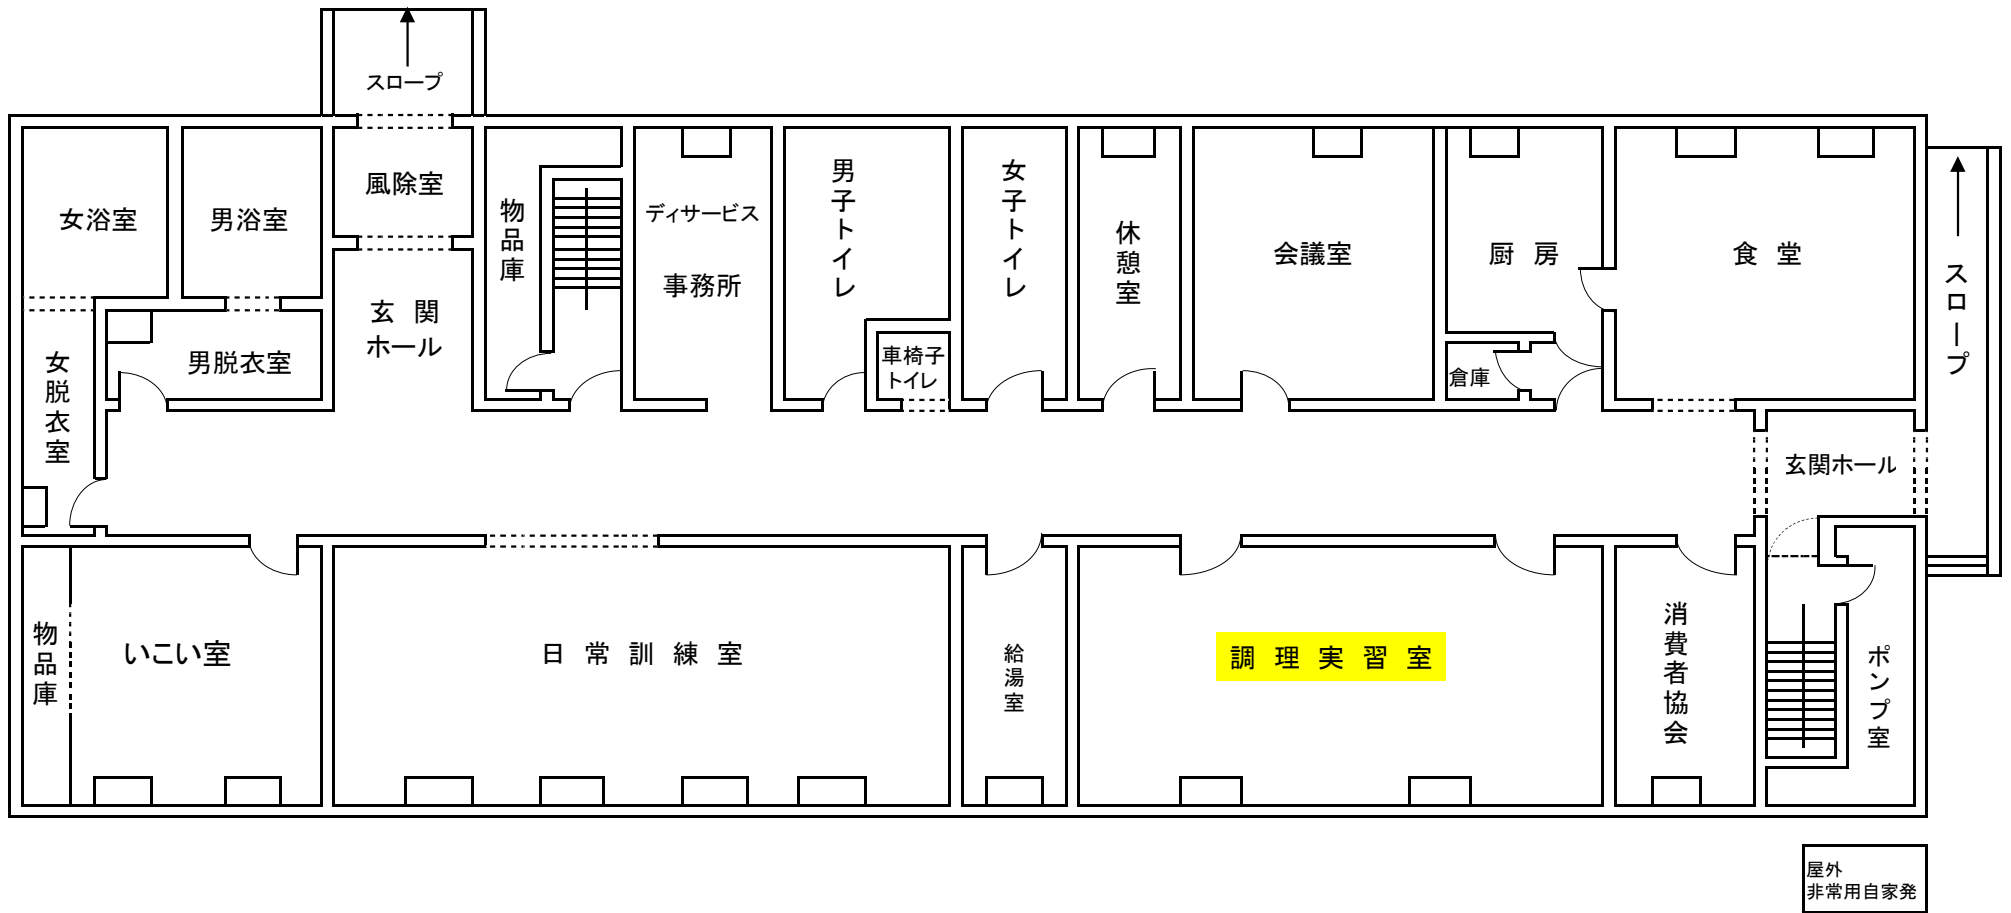 スロープ
風除室
女浴室
男浴室
物品庫
ディサービス
事務所
男子トイレ
女子トイレ
休憩室
会議室
厨房
食堂
スロープ
玄関
ホール
女脱衣室
男脱衣室
車椅子
トイレ
倉庫
玄関ホール
物品庫
いこい室
日常訓練室
給湯室
調理実習室
消費者協会
ポンプ室
屋外
非常用自家発